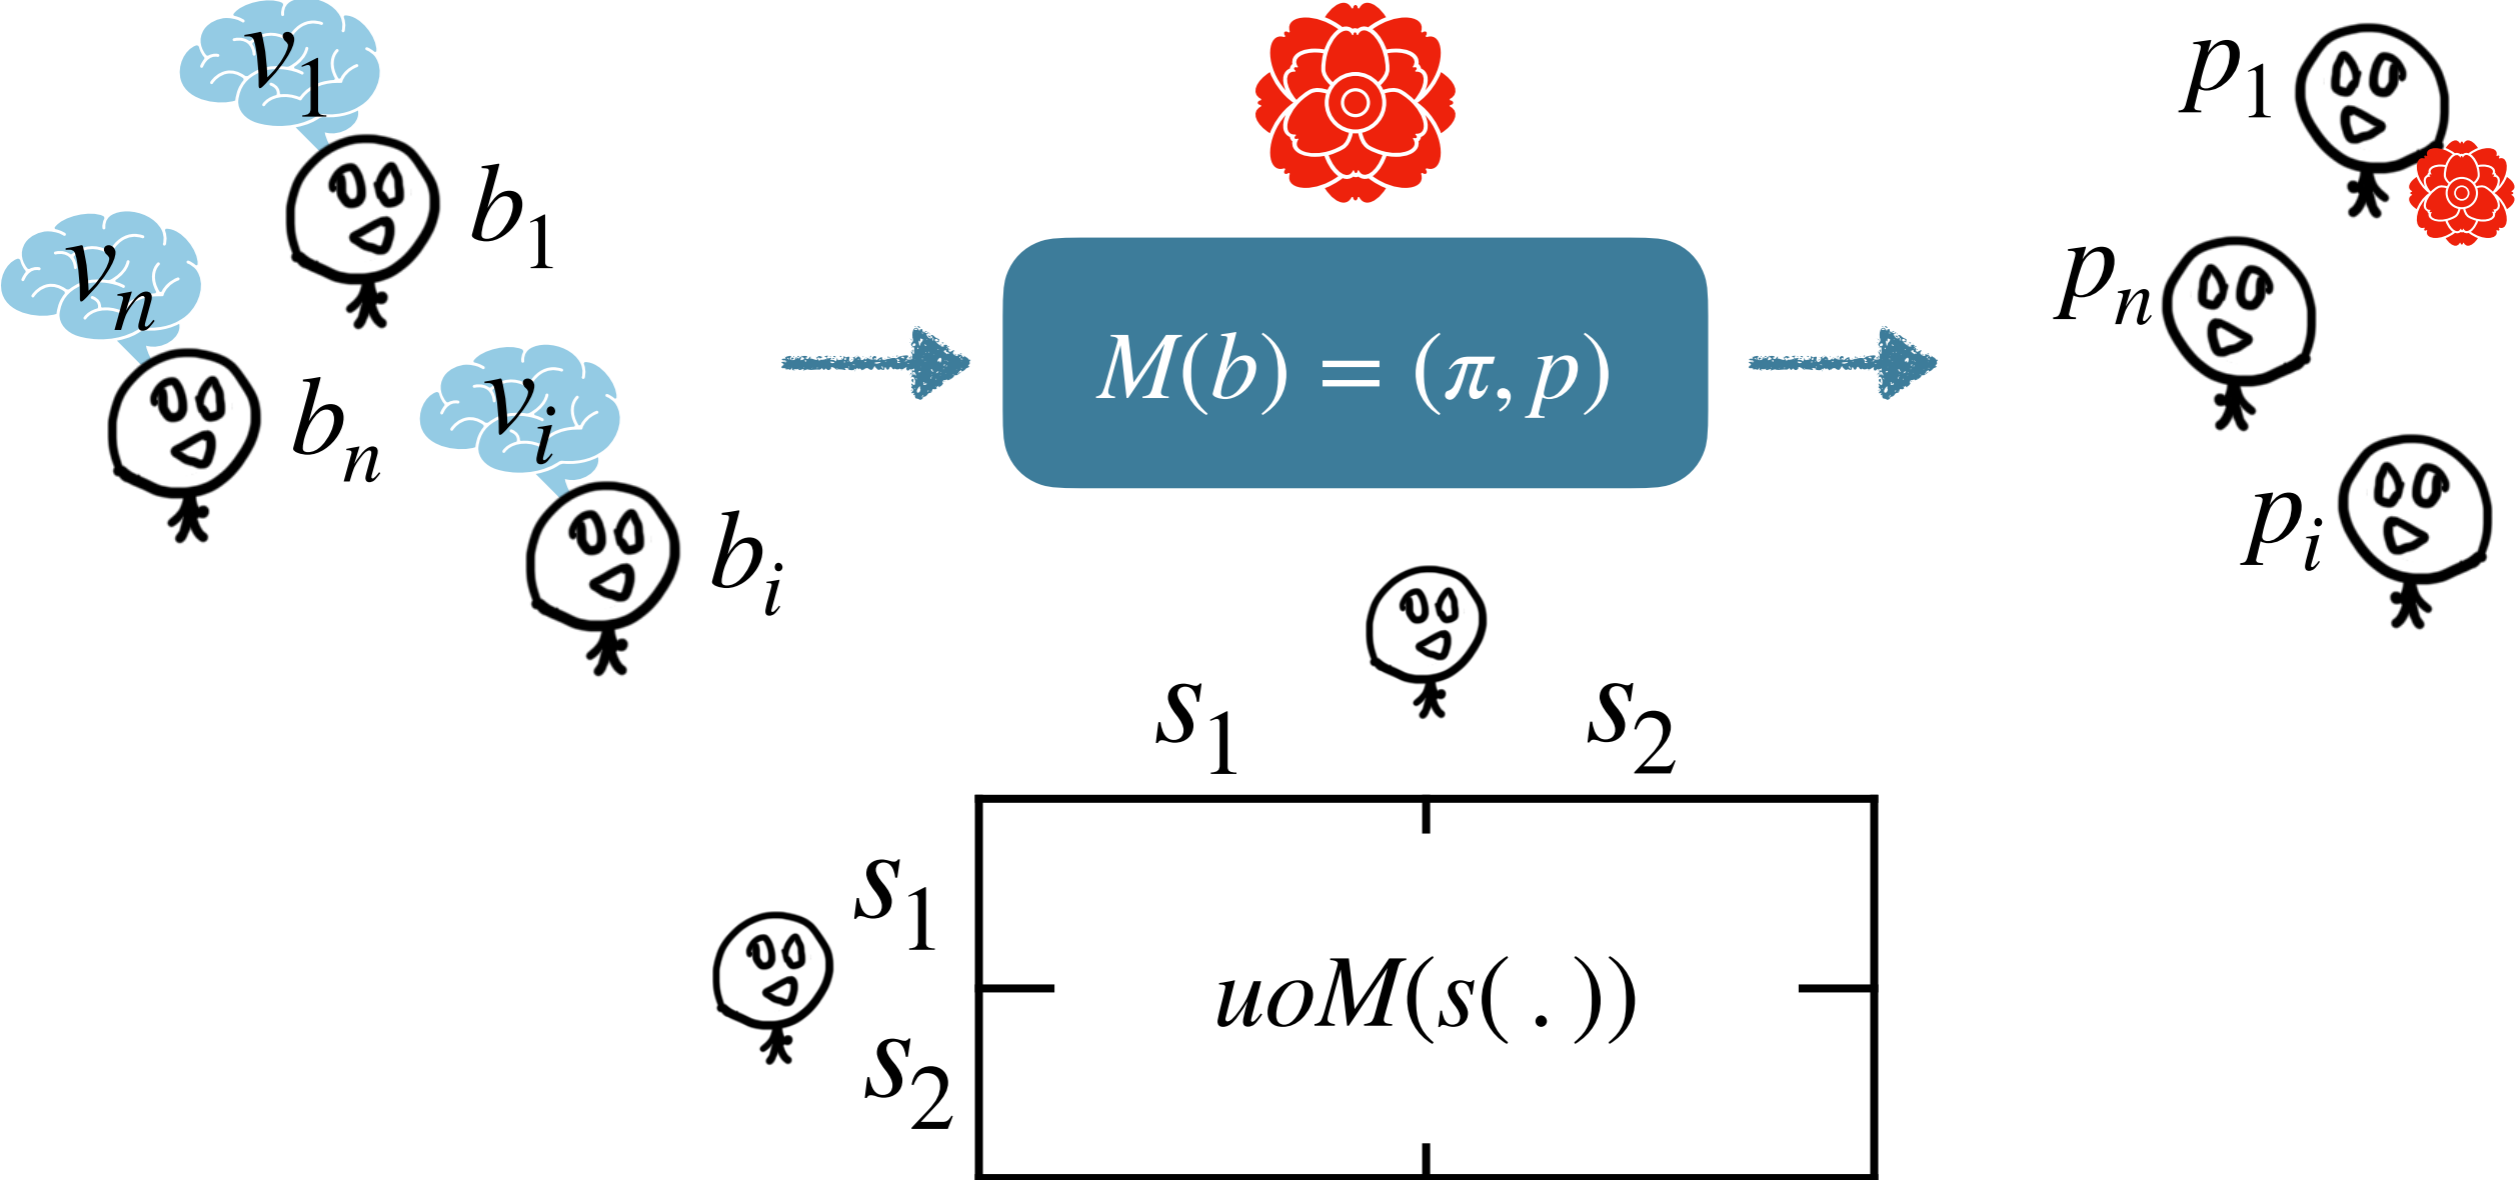 v₁
b₁
vₙ
bₙ
vᵢ
bᵢ
M(b) = (π, p)
p₁
pₙ
pᵢ
s₁ s₂
s₁
s₂
uoM(s(.))